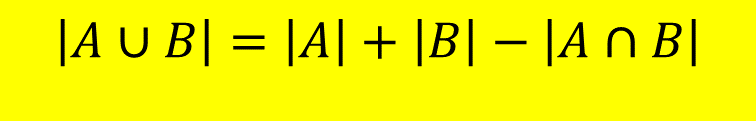 |A ∪ B| = |A| + |B| − |A ∩ B|